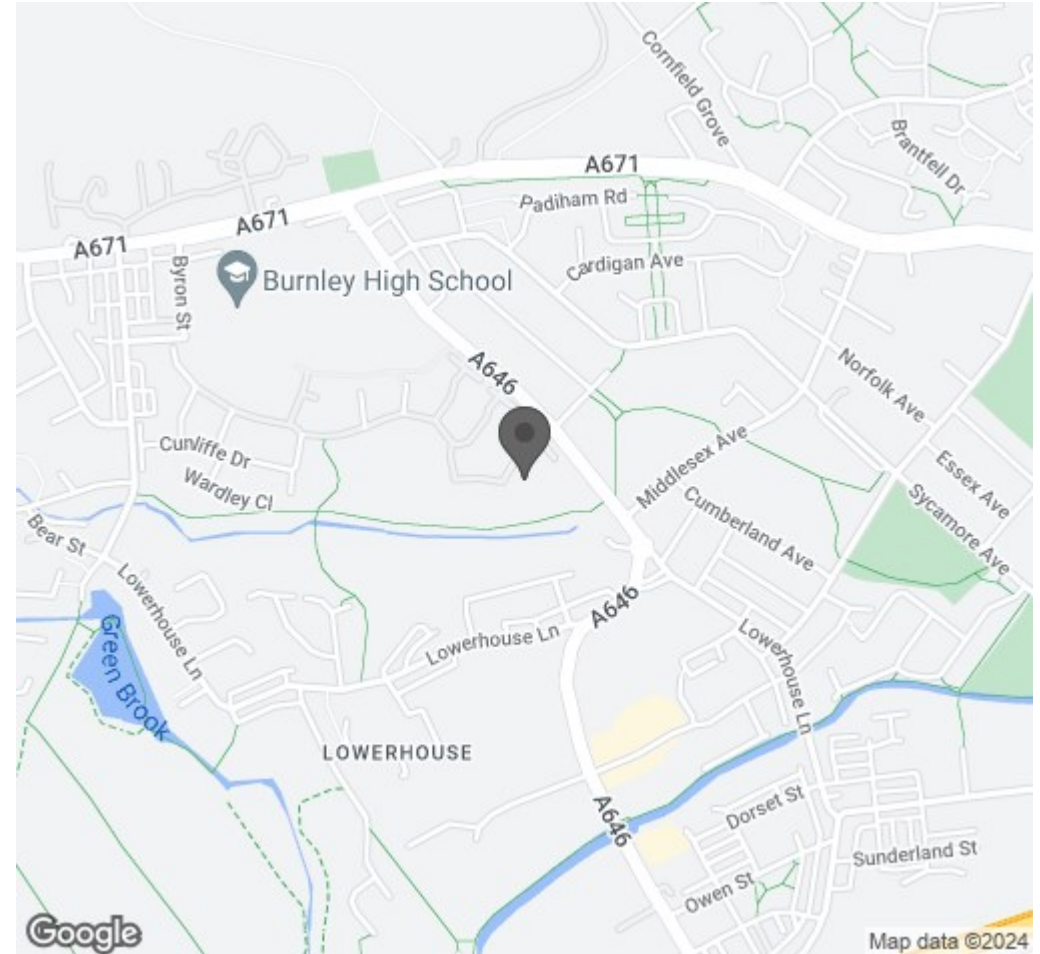 Cornfield Grove
Brantfell Dr
A671
Padiham Rd
A671
A671
Byron St
Burnley High School
Cardigan Ave
A646
Norfolk Ave
Cunliffe Dr
Wardley Cl
Middlesex Ave
Essex Ave
Sycamore Ave
Cumberland Ave
Bear St
Lowerhouse Ln
A646
Lowerhouse Ln
Lowerhouse Ln
Green Brook
LOWERHOUSE
A646
Dorset St
Sunderland St
Owen St
Google
Map data ©2024